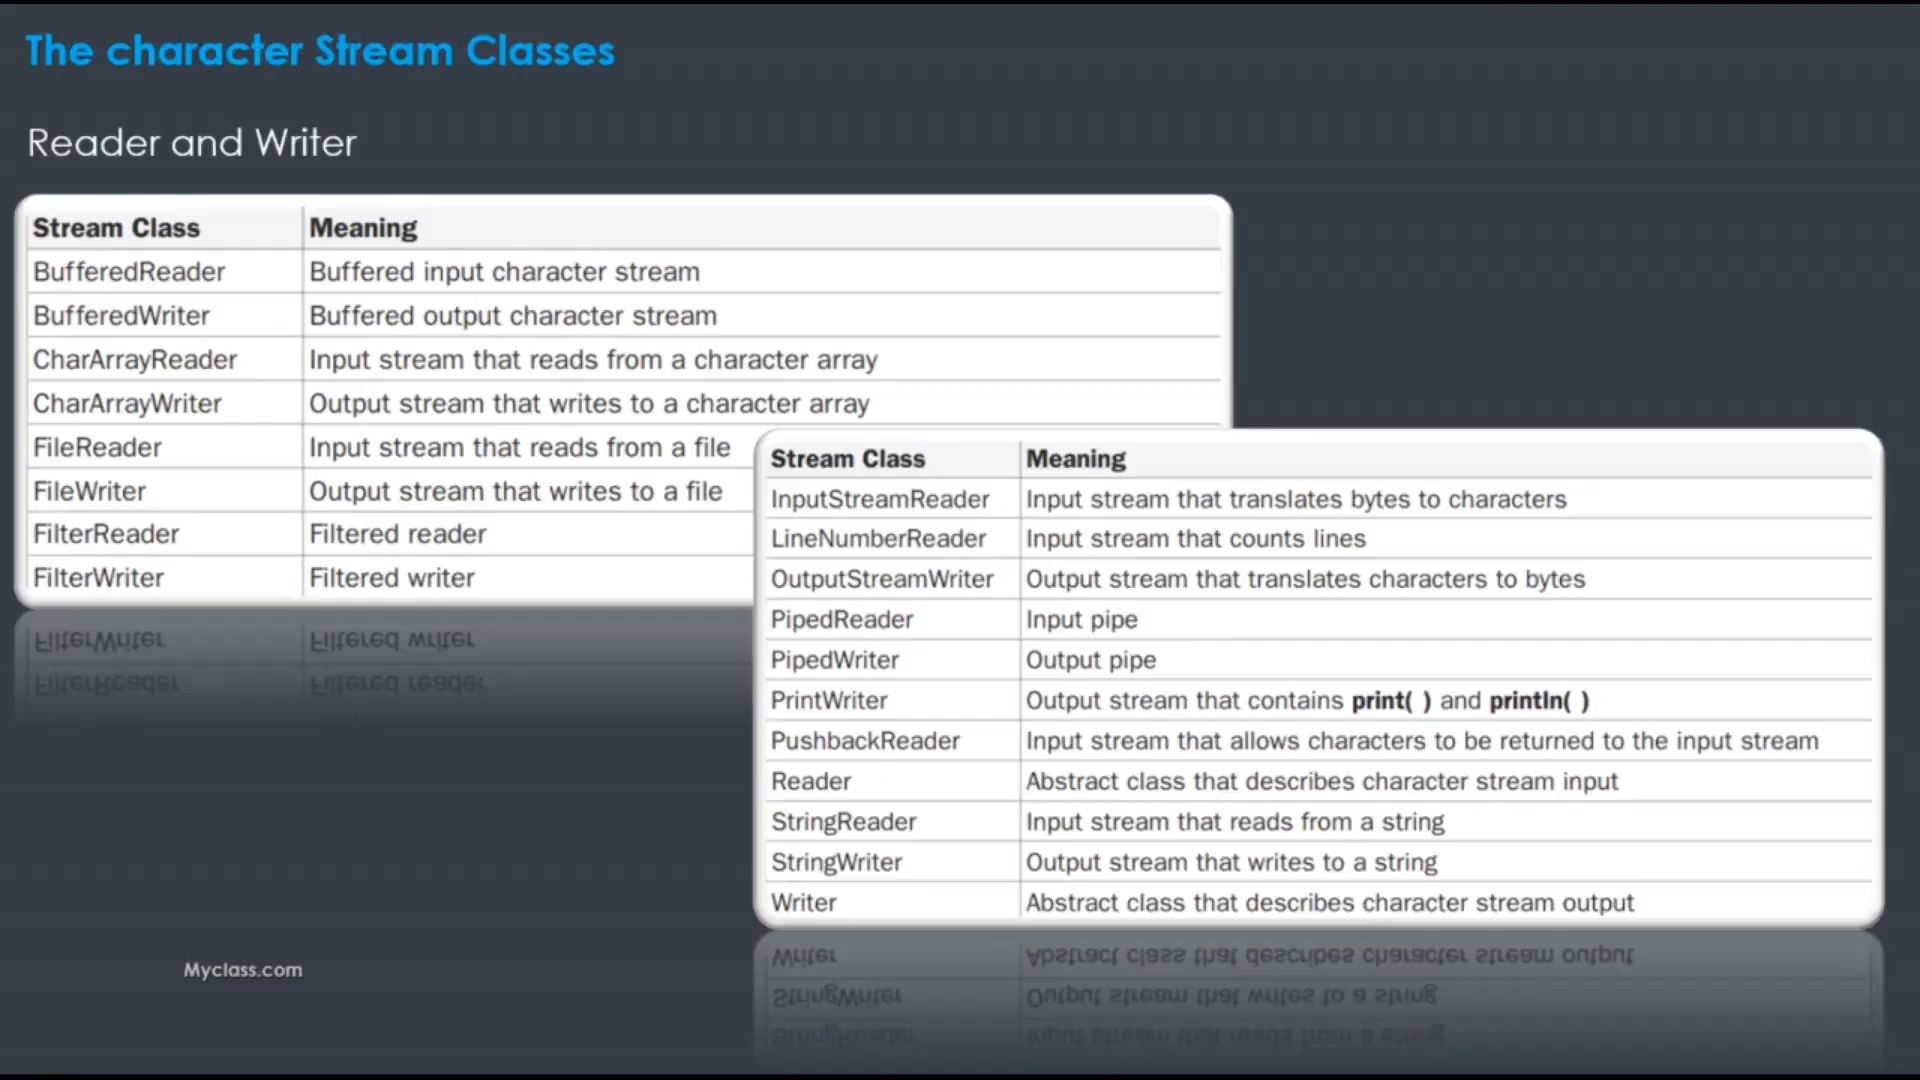 The character Stream Classes
Reader and Writer
Stream Class Meaning
BufferedReader Buffered input character stream
BufferedWriter Buffered output character stream
CharArrayReader Input stream that reads from a character array
CharArrayWriter Output stream that writes to a character array
FileReader Input stream that reads from a file
FileWriter Output stream that writes to a file
FilterReader Filtered reader
FilterWriter Filtered writer
Stream Class Meaning
InputStreamReader Input stream that translates bytes to characters
LineNumberReader Input stream that counts lines
OutputStreamWriter Output stream that translates characters to bytes
PipedReader Input pipe
PipedWriter Output pipe
PrintWriter Output stream that contains print( ) and println( )
PushbackReader Input stream that allows characters to be returned to the input stream
Reader Abstract class that describes character stream input
StringReader Input stream that reads from a string
StringWriter Output stream that writes to a string
Writer Abstract class that describes character stream output
Myclass.com